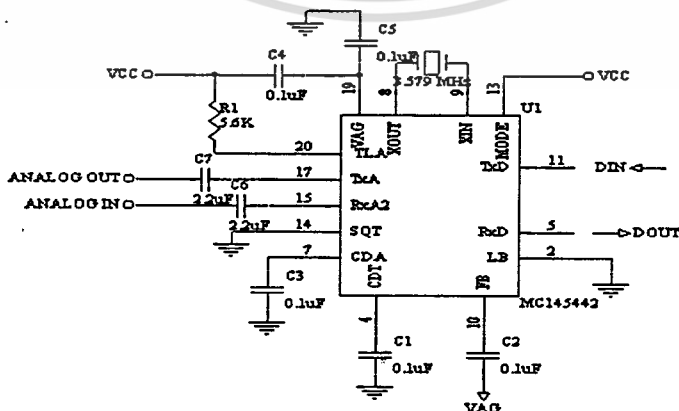 C5
0.1uF
C4
VCC
0.1uF
3.579 MHz
VCC
19
8
9
13
R1
5.6K
U1
VAG
XOUT
XIN
MODE
20
TLA
C7
ANALOG OUT
17
TxA
TxD
11
DIN
2.2uF
C6
ANALOG IN
15
RxA2
2.2uF
14
SQT
RxD
5
DOUT
7
CDA
LB
2
C3
0.1uF
CDT
FB
MC145442
4
10
C1
0.1uF
C2
0.1uF
VAG